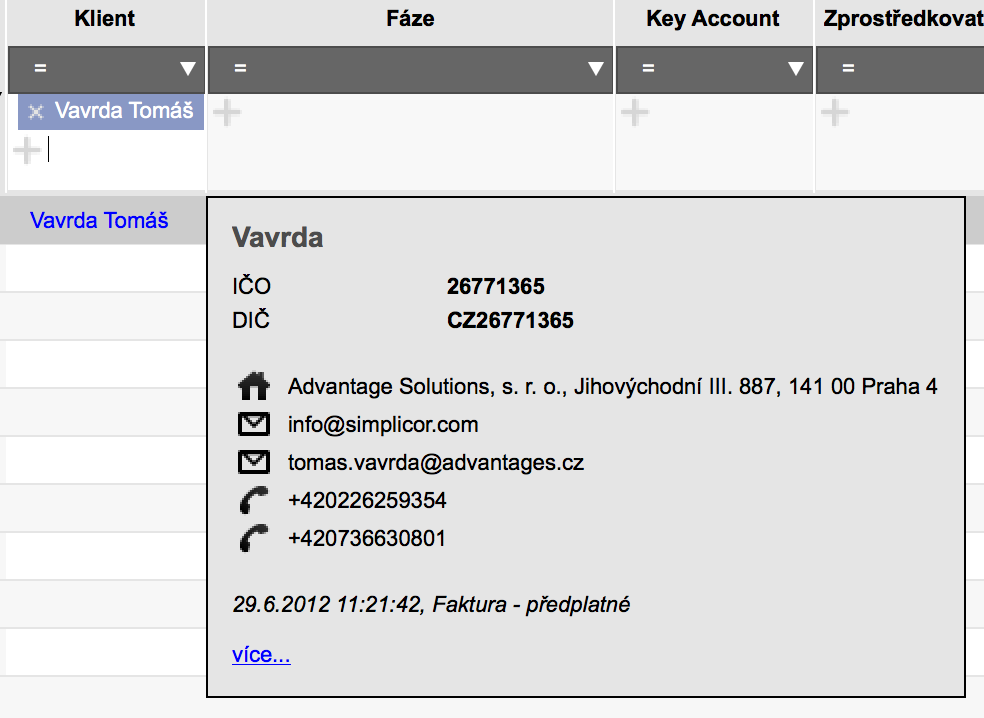 Klient Fáze Key Account Zprostředkovat
= ▼ = ▼ = ▼ =
× Vavrda Tomáš + + +
+
Vavrda Tomáš
Vavrda
IČO 26771365
DIČ CZ26771365
Advantage Solutions, s. r. o., Jihovýchodní III. 887, 141 00 Praha 4
info@simplicor.com
tomas.vavrda@advantages.cz
+420226259354
+420736630801
29.6.2012 11:21:42, Faktura - předplatné
více...